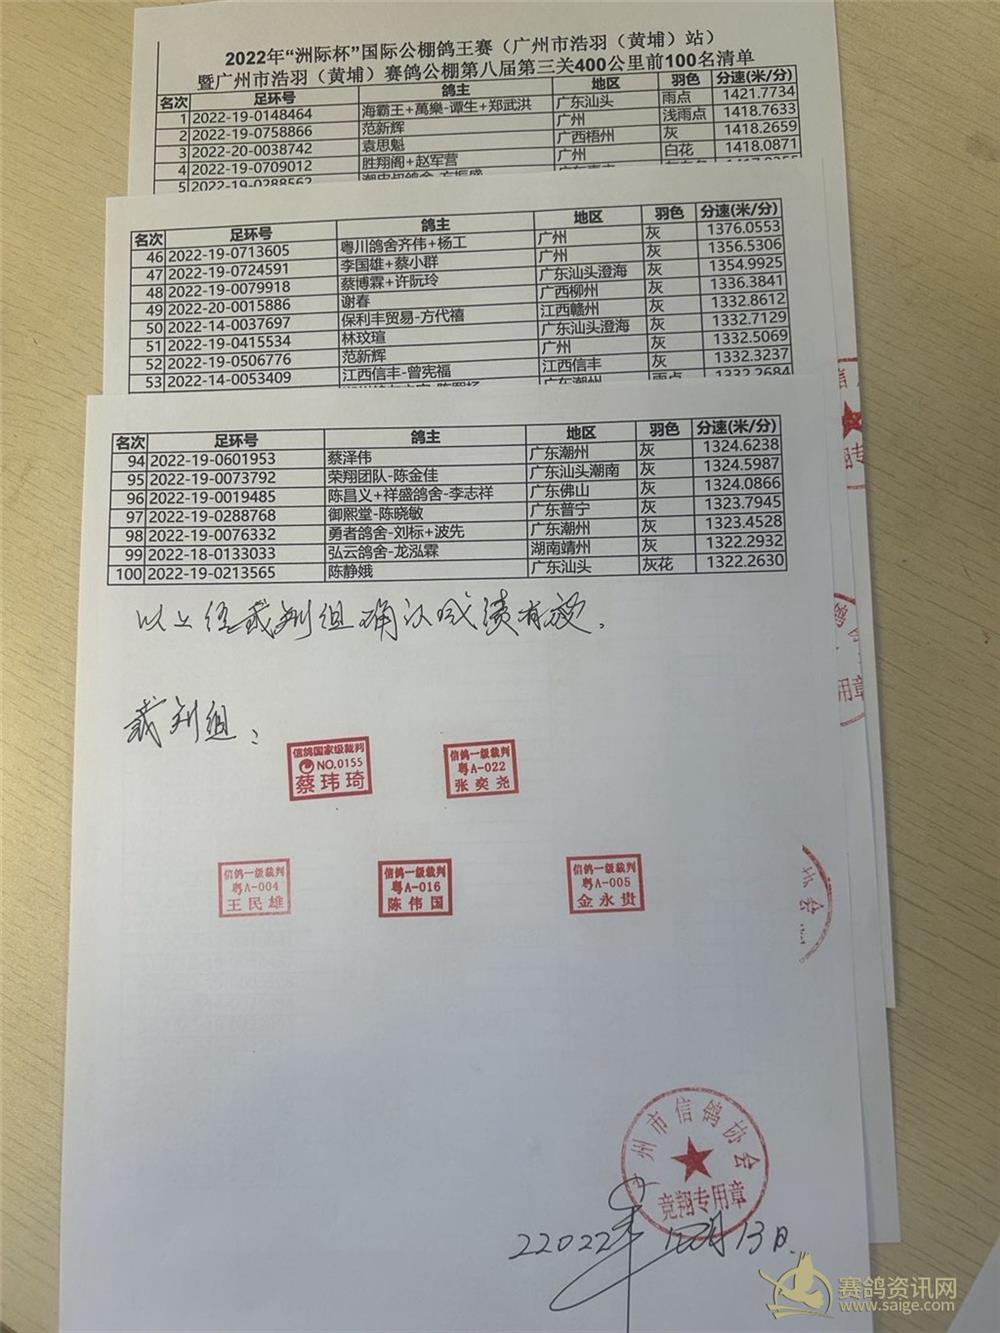 2022年“洲际杯”国际公棚鸽王赛（广州市浩羽（黄埔）站）
暨广州市浩羽（黄埔）赛鸽公棚第八届第三关400公里前100名清单
名次 足环号 鸽主 地区 羽色 分速(米/分)
1 2022-19-0148464 海霸王+萬樂-谭生+郑武洪 广东汕头 雨点 1421.7734
2 2022-19-0758866 范新辉 广州 浅雨点 1418.7633
3 2022-20-0038742 袁思魁 广西梧州 灰 1418.2659
4 2022-19-0709012 胜翔阁+赵军营 广州 白花 1418.0871
5 2022-19-0288562
名次 足环号 鸽主 地区 羽色 分速(米/分)
46 2022-19-0713605 粤川鸽舍齐伟+杨工 广州 灰 1376.0553
47 2022-19-0724591 李国雄+蔡小群 广州 灰 1356.5306
48 2022-19-0079918 蔡博霖+许阮玲 广东汕头澄海 灰 1354.9925
49 2022-20-0015886 谢春 广西柳州 灰 1336.3841
50 2022-14-0037697 保利丰贸易-方代禧 江西赣州 灰 1332.8612
51 2022-19-0415534 林玟瑄 广东汕头澄海 灰 1332.7129
52 2022-19-0506776 范新辉 广州 灰 1332.5069
53 2022-14-0053409 江西信丰-曾宪福 江西信丰 灰 1332.3237
广东潮州 雨点 1332.2684
名次 足环号 鸽主 地区 羽色 分速(米/分)
94 2022-19-0601953 蔡泽伟 广东潮州 灰 1324.6238
95 2022-19-0073792 荣翔团队-陈金佳 广东汕头潮南 灰 1324.5987
96 2022-19-0019485 陈昌义+祥盛鸽舍-李志祥 广东佛山 灰 1324.0866
97 2022-19-0288768 御熙堂-陈晓敏 广东普宁 灰 1323.7945
98 2022-19-0076332 勇者鸽舍-刘标+波先 广东潮州 灰 1323.4528
99 2022-18-0133033 弘云鸽舍-龙泓霖 湖南靖州 灰 1322.2932
100 2022-19-0213565 陈静娥 广东汕头 灰花 1322.2630
以上经裁判组确认成绩有效.
裁判组:
信鸽国家级裁判
NO.0155
蔡玮琦
信鸽一级裁判
粤A-022
张奕尧
信鸽一级裁判
粤A-004
王民雄
信鸽一级裁判
粤A-016
陈伟国
信鸽一级裁判
粤A-005
金永贵
广州市信鸽协会
竞翔专用章
2022年 月13日.
赛鸽资讯网
www.saige.com